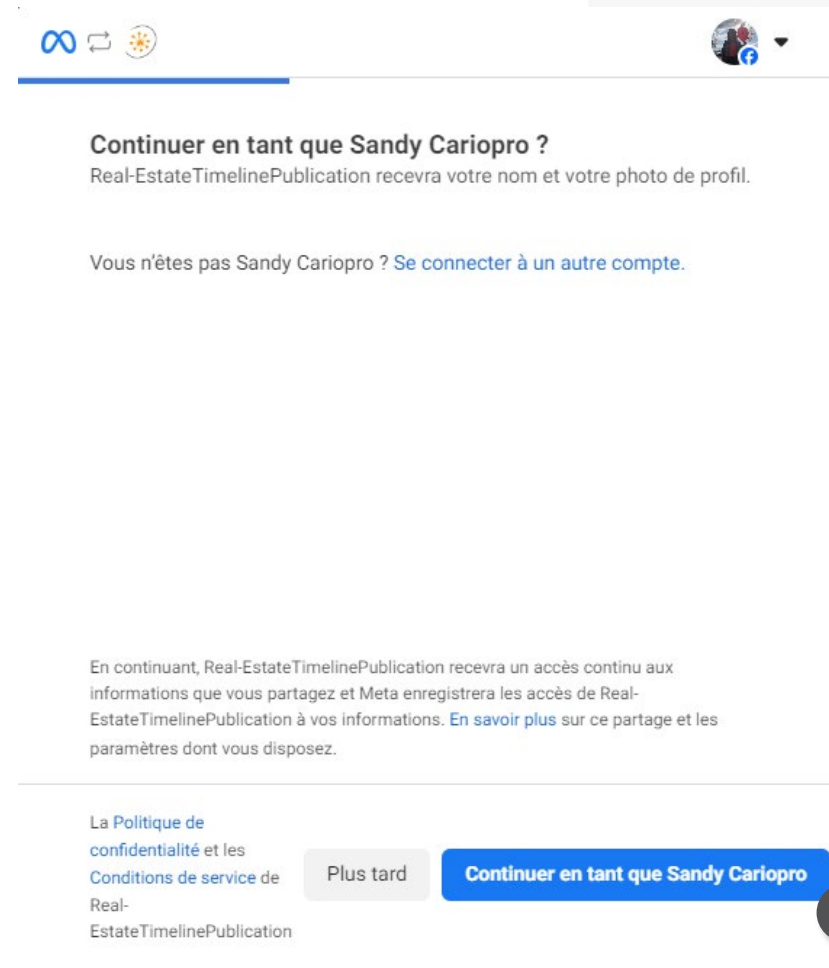 Continuer en tant que Sandy Cariopro ?
Real-EstateTimelinePublication recevra votre nom et votre photo de profil.
Vous n'êtes pas Sandy Cariopro ? Se connecter à un autre compte.
En continuant, Real-EstateTimelinePublication recevra un accès continu aux
informations que vous partagez et Meta enregistrera les accès de Real-
EstateTimelinePublication à vos informations. En savoir plus sur ce partage et les
paramètres dont vous disposez.
La Politique de
confidentialité et les
Conditions de service de
Real-
EstateTimelinePublication
Plus tard
Continuer en tant que Sandy Cariopro